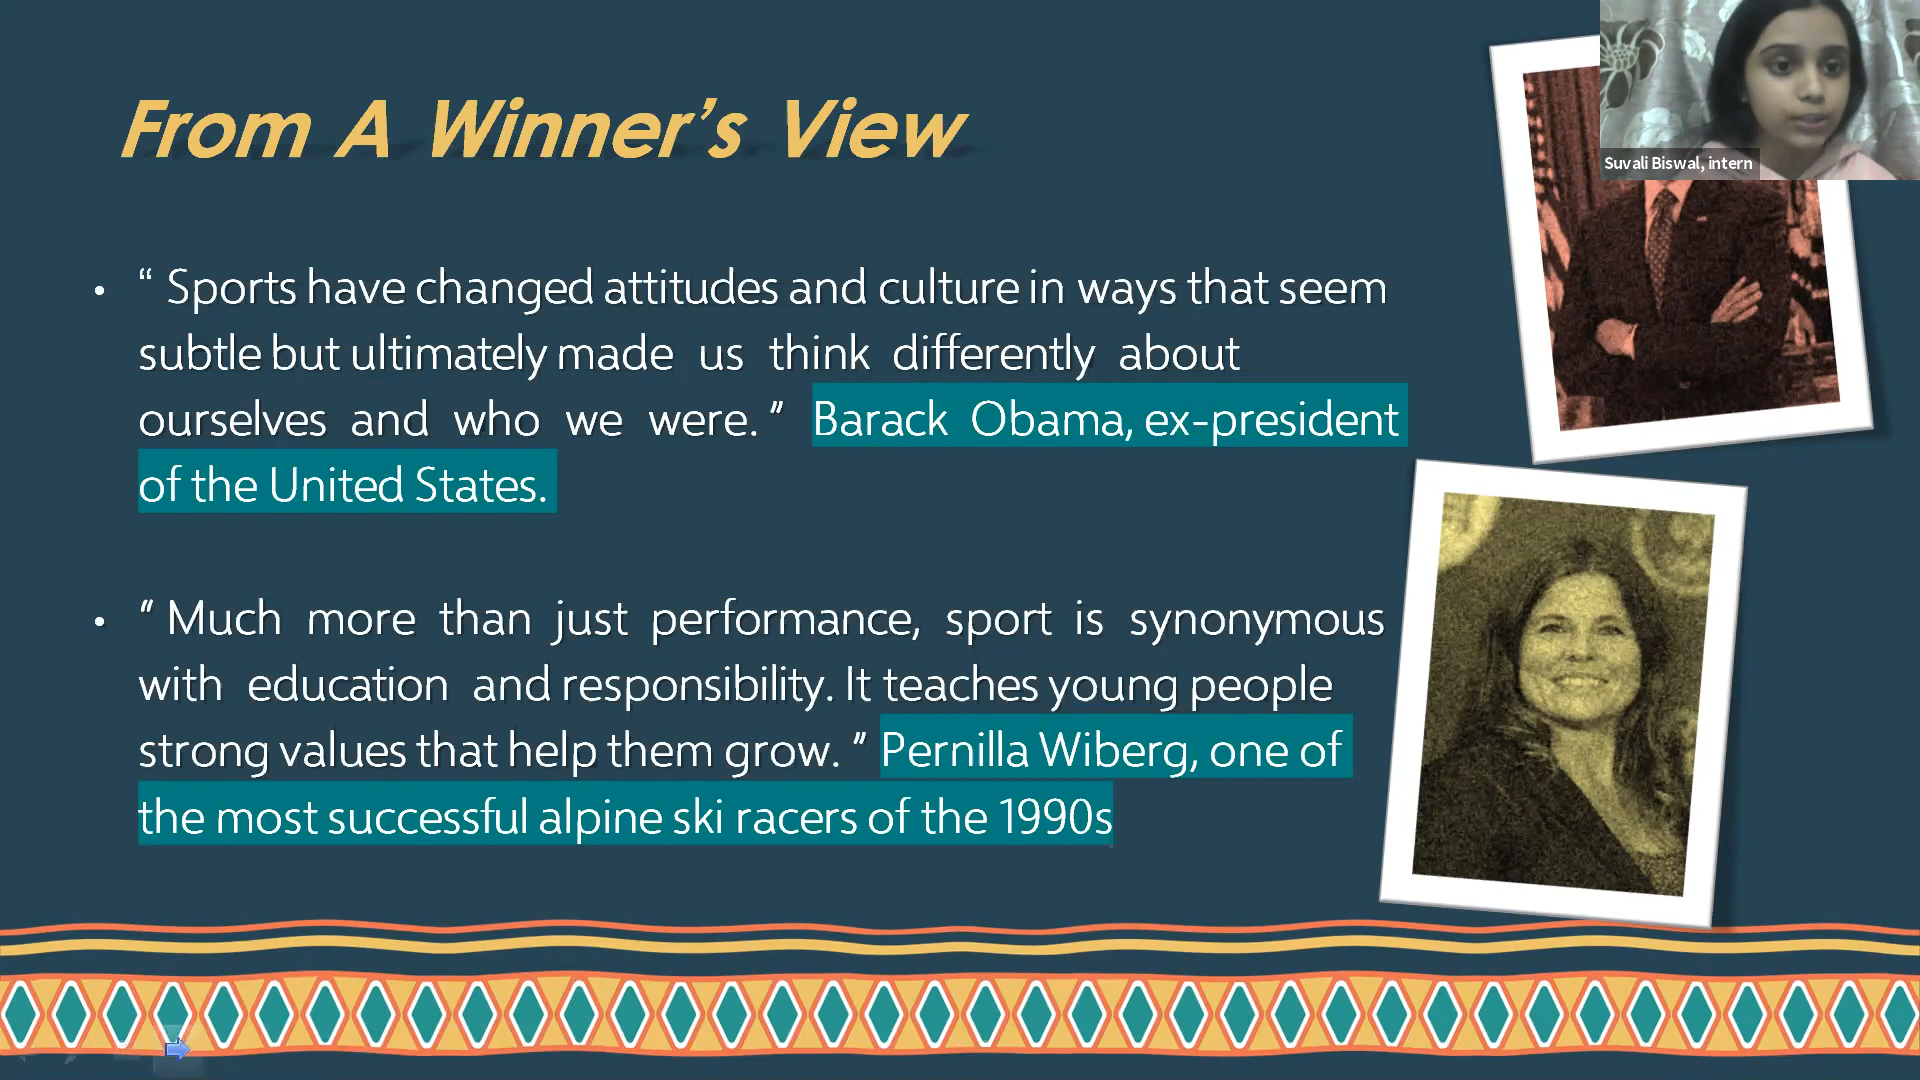 From A Winner's View
Suvali Biswal, intern
• “ Sports have changed attitudes and culture in ways that seem
subtle but ultimately made us think differently about
ourselves and who we were. ” Barack Obama, ex-president
of the United States.
• " Much more than just performance, sport is synonymous
with education and responsibility. It teaches young people
strong values that help them grow. " Pernilla Wiberg, one of
the most successful alpine ski racers of the 1990s